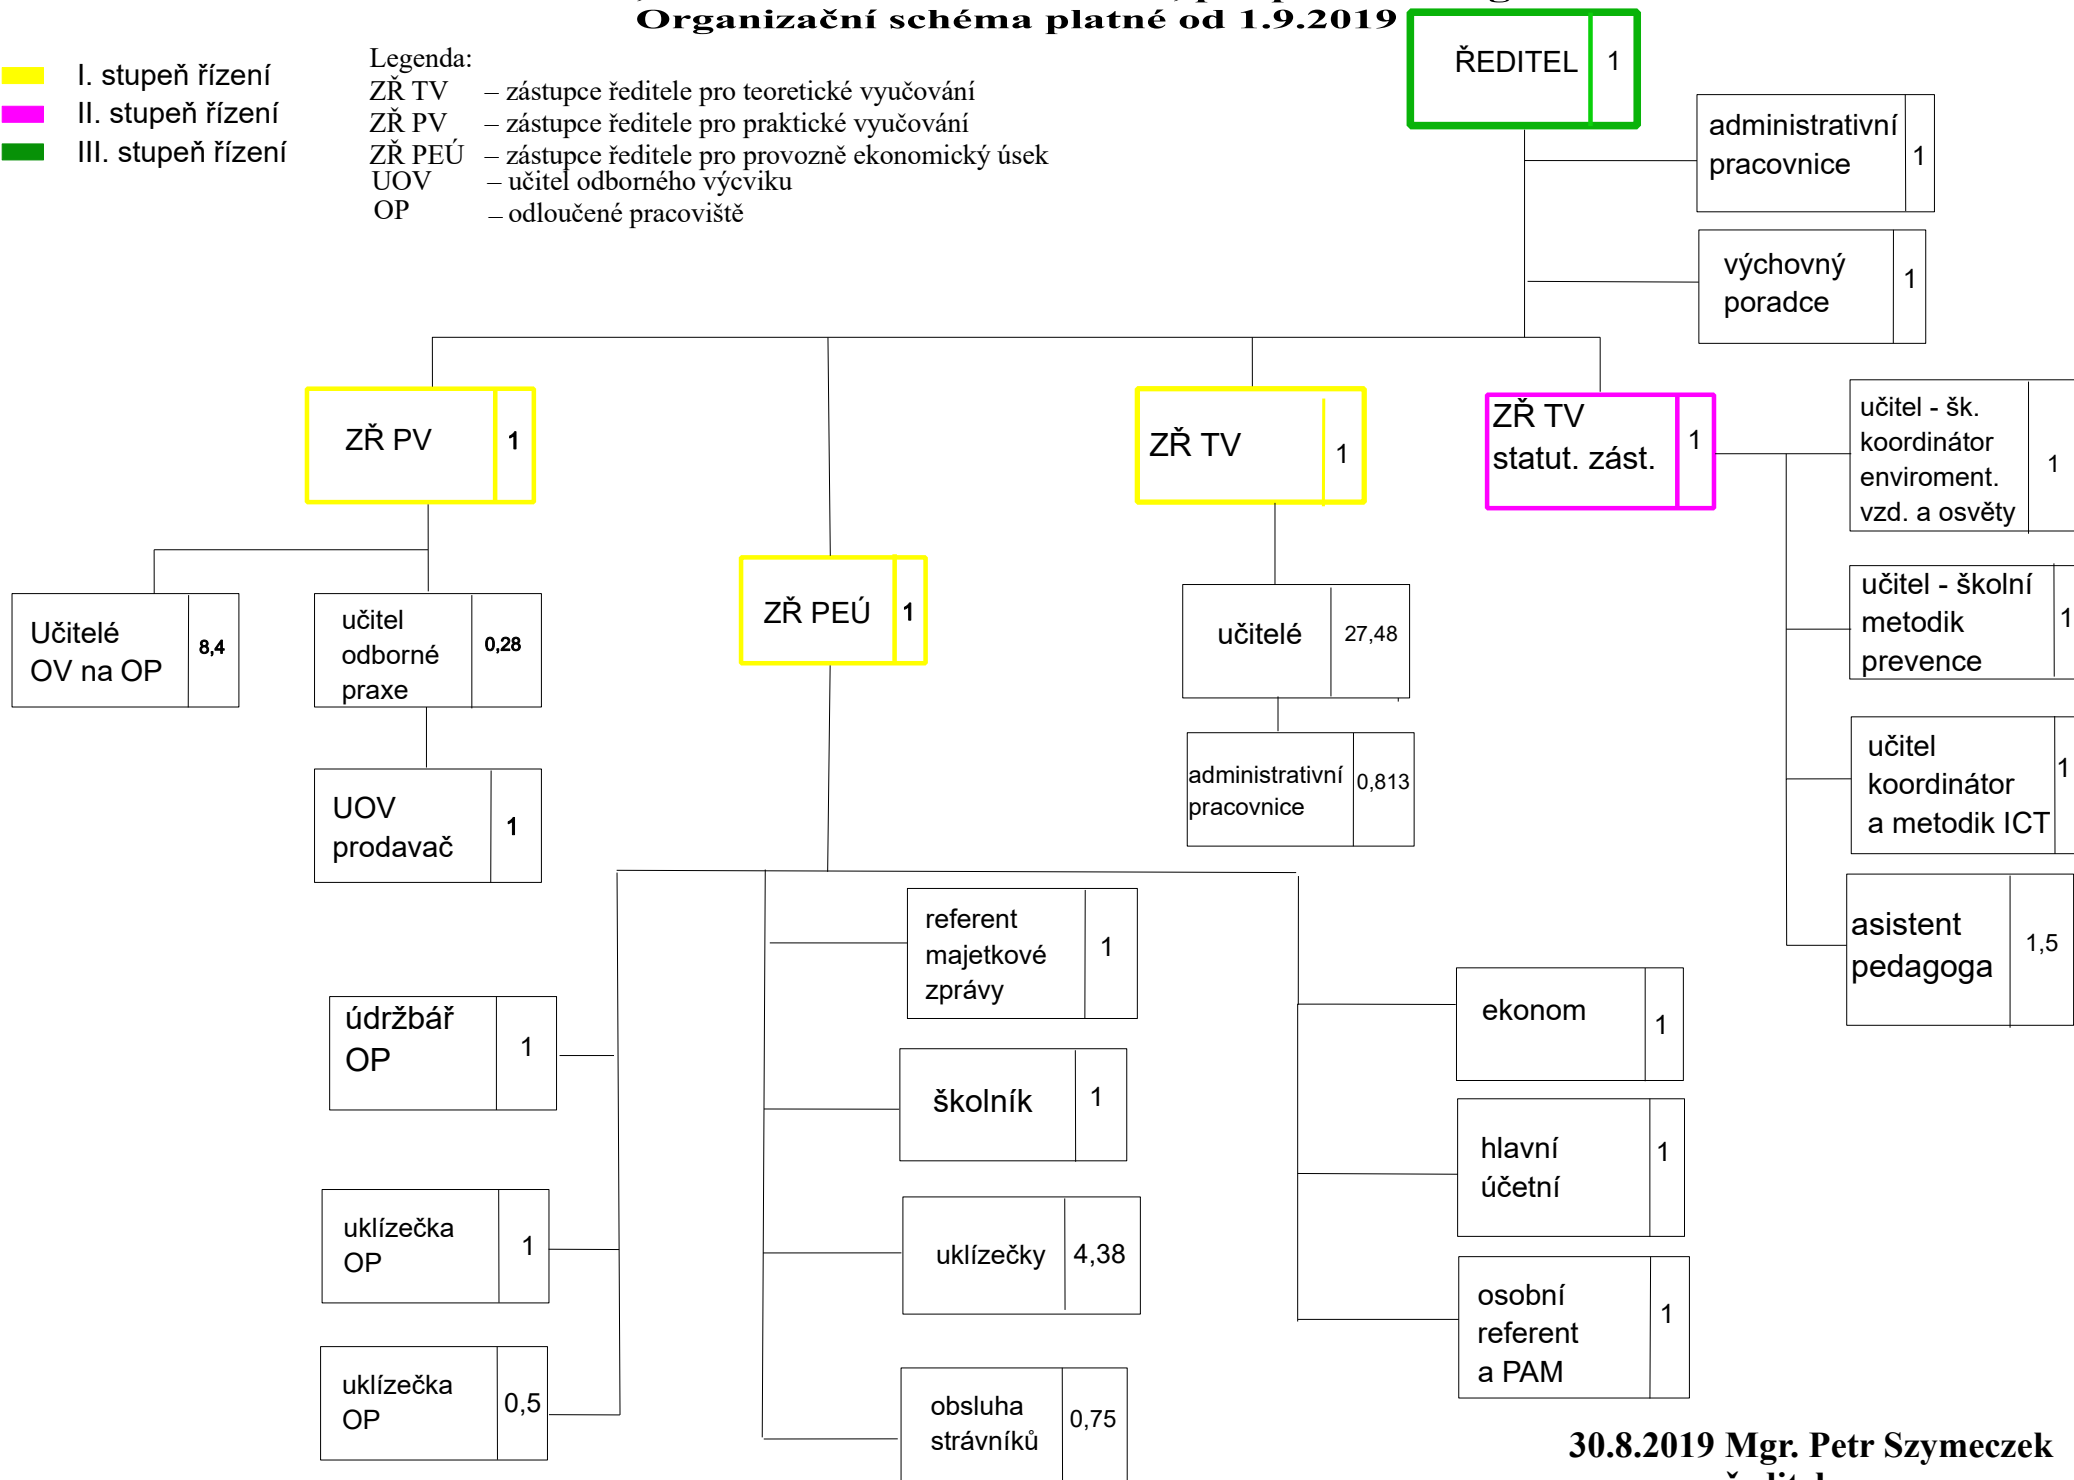 Organizační schéma platné od 1.9.2019
I. stupeň řízení
II. stupeň řízení
III. stupeň řízení
Legenda:
ZŘ TV – zástupce ředitele pro teoretické vyučování
ZŘ PV – zástupce ředitele pro praktické vyučování
ZŘ PEÚ – zástupce ředitele pro provozně ekonomický úsek
UOV – učitel odborného výcviku
OP – odloučené pracoviště
ŘEDITEL 1
administrativní
pracovnice
1
výchovný
poradce
1
ZŘ PV 1
ZŘ TV 1
ZŘ TV
statut. zást.
1
učitel - šk.
koordinátor
enviroment.
vzd. a osvěty
1
ZŘ PEÚ 1
Učitelé
OV na OP
8,4
učitel
odborné
praxe
0,28
učitelé 27,48
učitel - školní
metodik
prevence
1
UOV
prodavač
1
administrativní
pracovnice
0,813
učitel
koordinátor
a metodik ICT
1
asistent
pedagoga
1,5
referent
majetkové
zprávy
1
údržbář
OP
1
školník 1
ekonom 1
hlavní
účetní
1
uklízečka
OP
1
uklízečky 4,38
osobní
referent
a PAM
1
uklízečka
OP
0,5
obsluha
strávníků
0,75
30.8.2019 Mgr. Petr Szymeczek